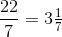 22/7 = 3 1/7